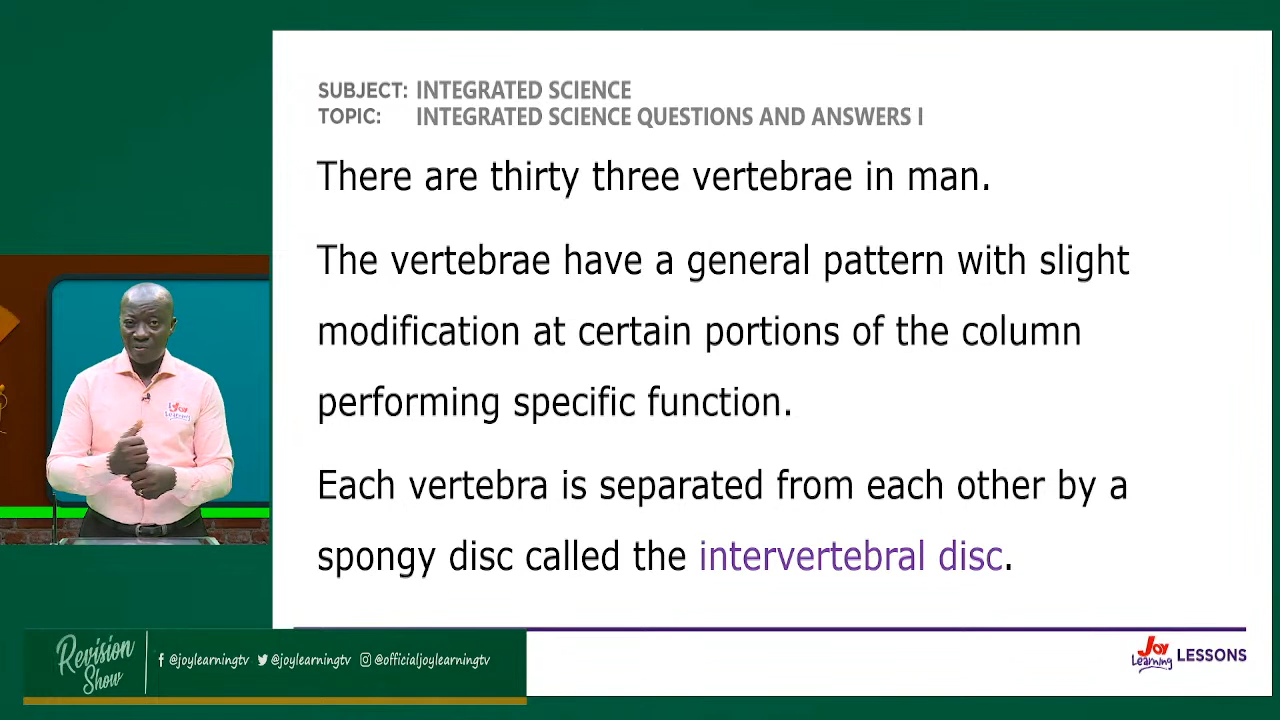 SUBJECT: INTEGRATED SCIENCE
TOPIC: INTEGRATED SCIENCE QUESTIONS AND ANSWERS I
There are thirty three vertebrae in man.
The vertebrae have a general pattern with slight
modification at certain portions of the column
performing specific function.
Each vertebra is separated from each other by a
spongy disc called the intervertebral disc.
Joy
Learning
Revision
Show
@joylearningtv @joylearningtv @officialjoylearningtv
Joy
Learning LESSONS